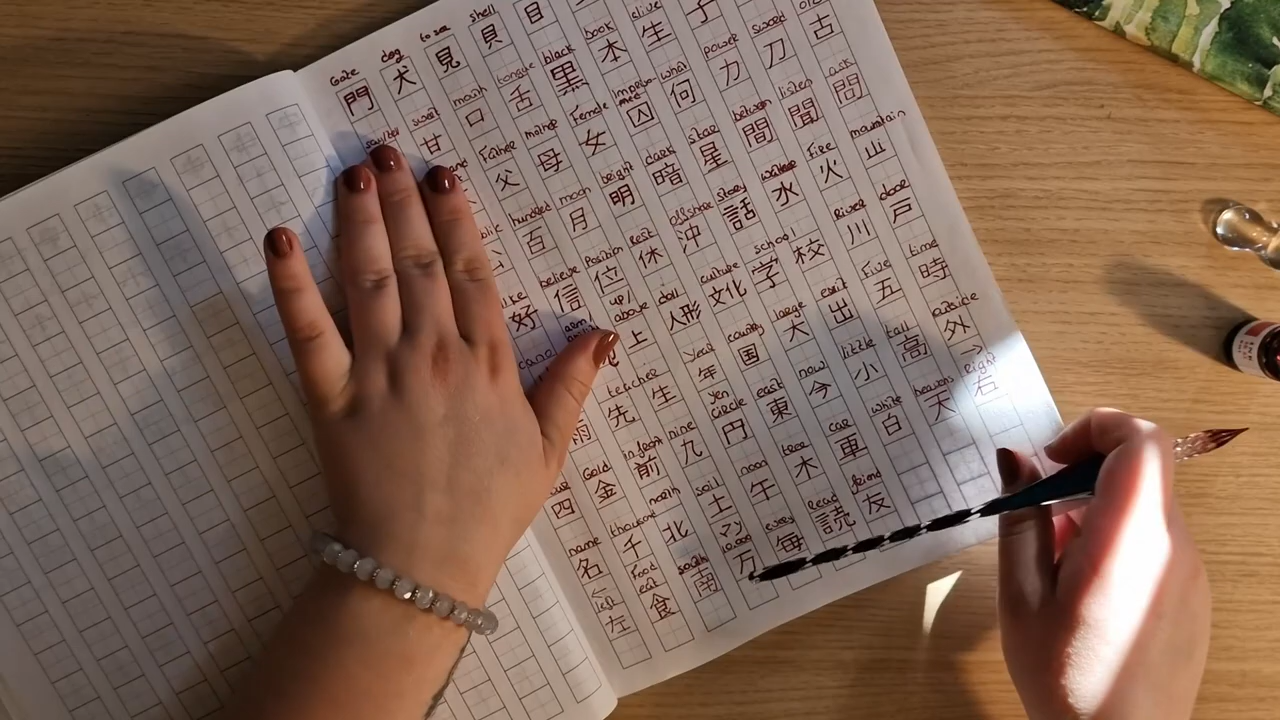 Gate dog to see shell
門 犬 見 貝 目
sweet mouth tongue black book alive
甘 口 舌 黒 本 生 子
Father mother Female what power sword old
父 母 女 囚 何 力 刀 古
hundred moon bright dark star between listen ask
百 月 明 暗 星 間 聞 問
like believe Position rest offshore story water fire mountain
好 信 位 休 沖 話 水 火 山
up/above doll culture school river door
上 人形 文化 学校 川 戸
teacher year country large exit Five time
雨 先生 年 国 大 出 五 時
Gold in front nine yen circle east now little tall outside
四 金 前 九 円 東 今 小 高 外
name thousand north soil noon tree car white heavens → right
名 千 北 土 午 木 車 白 天 右
← left food eat south 10.000 every read friend
左 食 南 万 毎 読 友